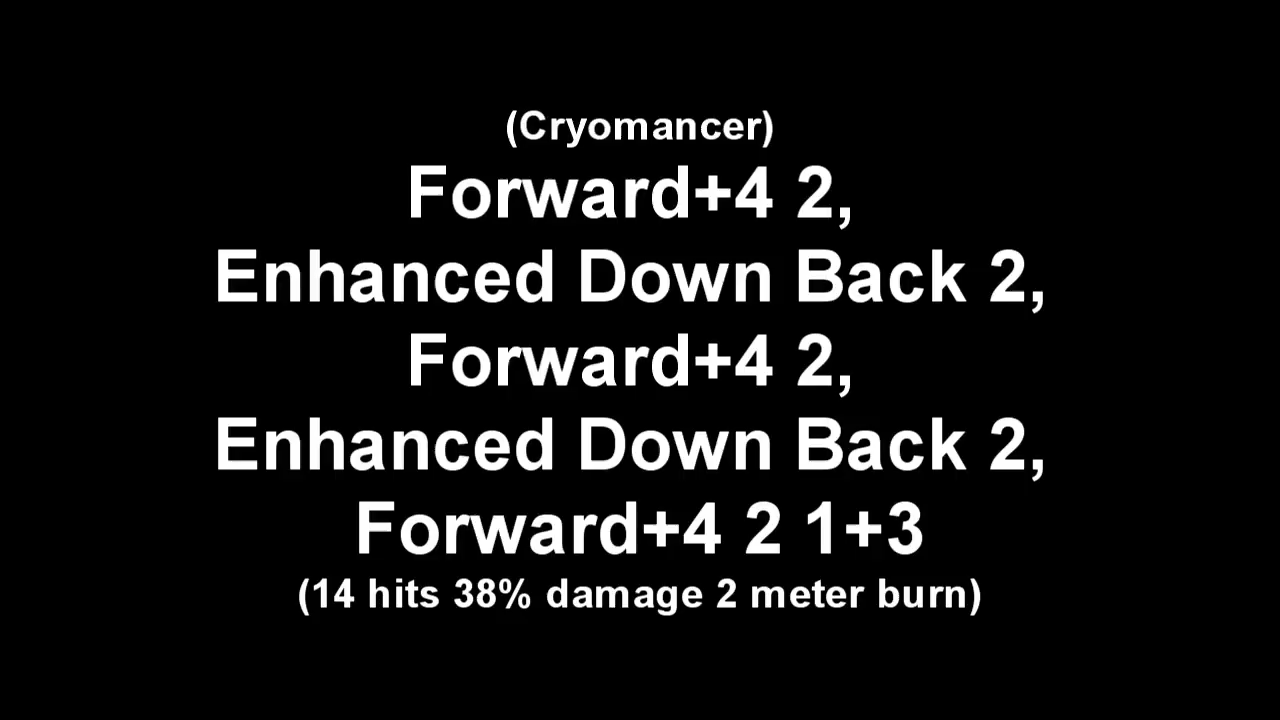 (Cryomancer)
Forward+4 2,
Enhanced Down Back 2,
Forward+4 2,
Enhanced Down Back 2,
Forward+4 2 1+3
(14 hits 38% damage 2 meter burn)